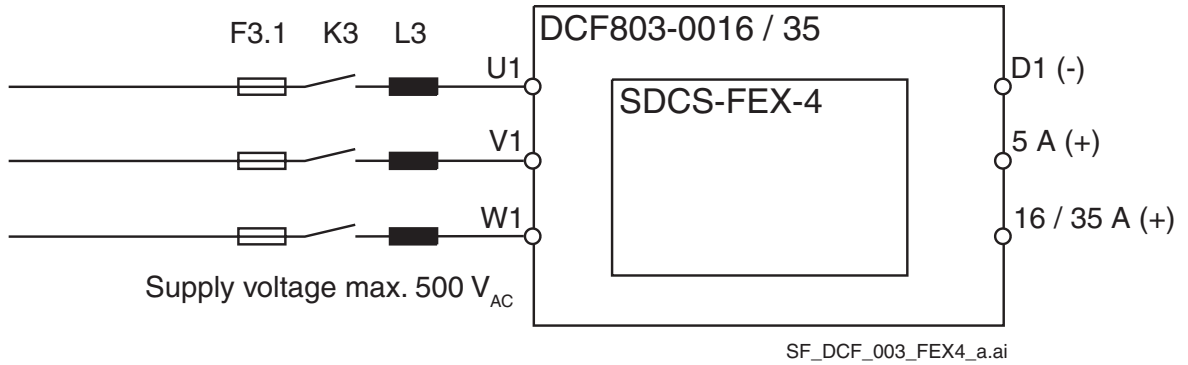 F3.1 K3 L3
DCF803-0016 / 35
U1
D1 (-)
SDCS-FEX-4
V1
5 A (+)
W1
16 / 35 A (+)
Supply voltage max. 500 VAC
SF_DCF_003_FEX4_a.ai